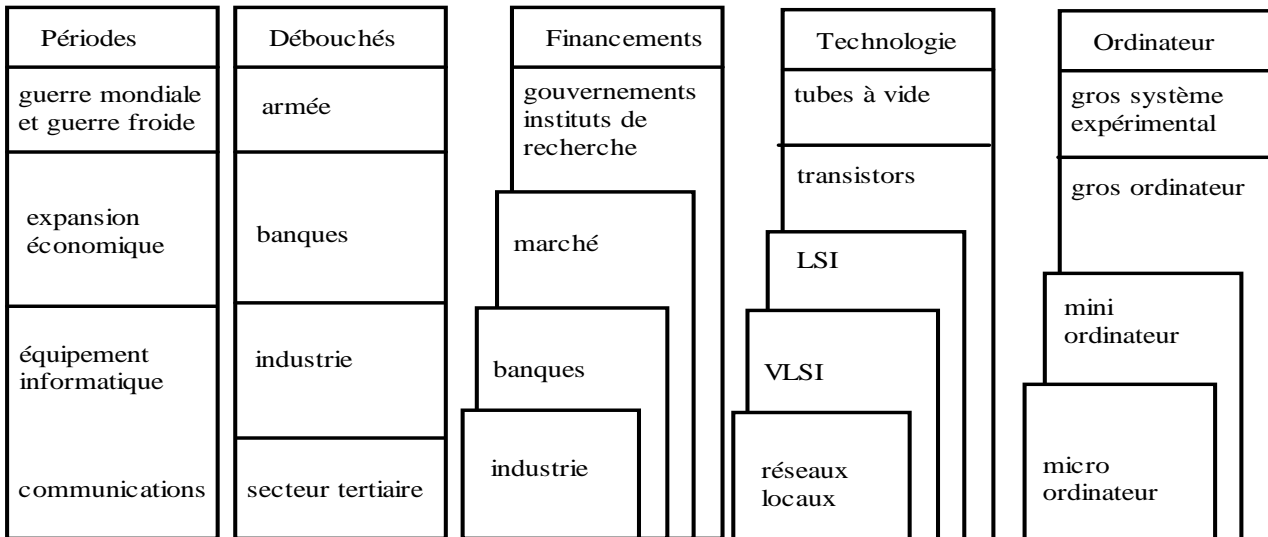 Périodes
guerre mondiale
et guerre froide
expansion
économique
équipement
informatique
communications
Débouchés
armée
banques
industrie
secteur tertiaire
Financements
gouvernements
instituts de
recherche
marché
banques
industrie
Technologie
tubes à vide
transistors
LSI
VLSI
réseaux
locaux
Ordinateur
gros système
expérimental
gros ordinateur
mini
ordinateur
micro
ordinateur